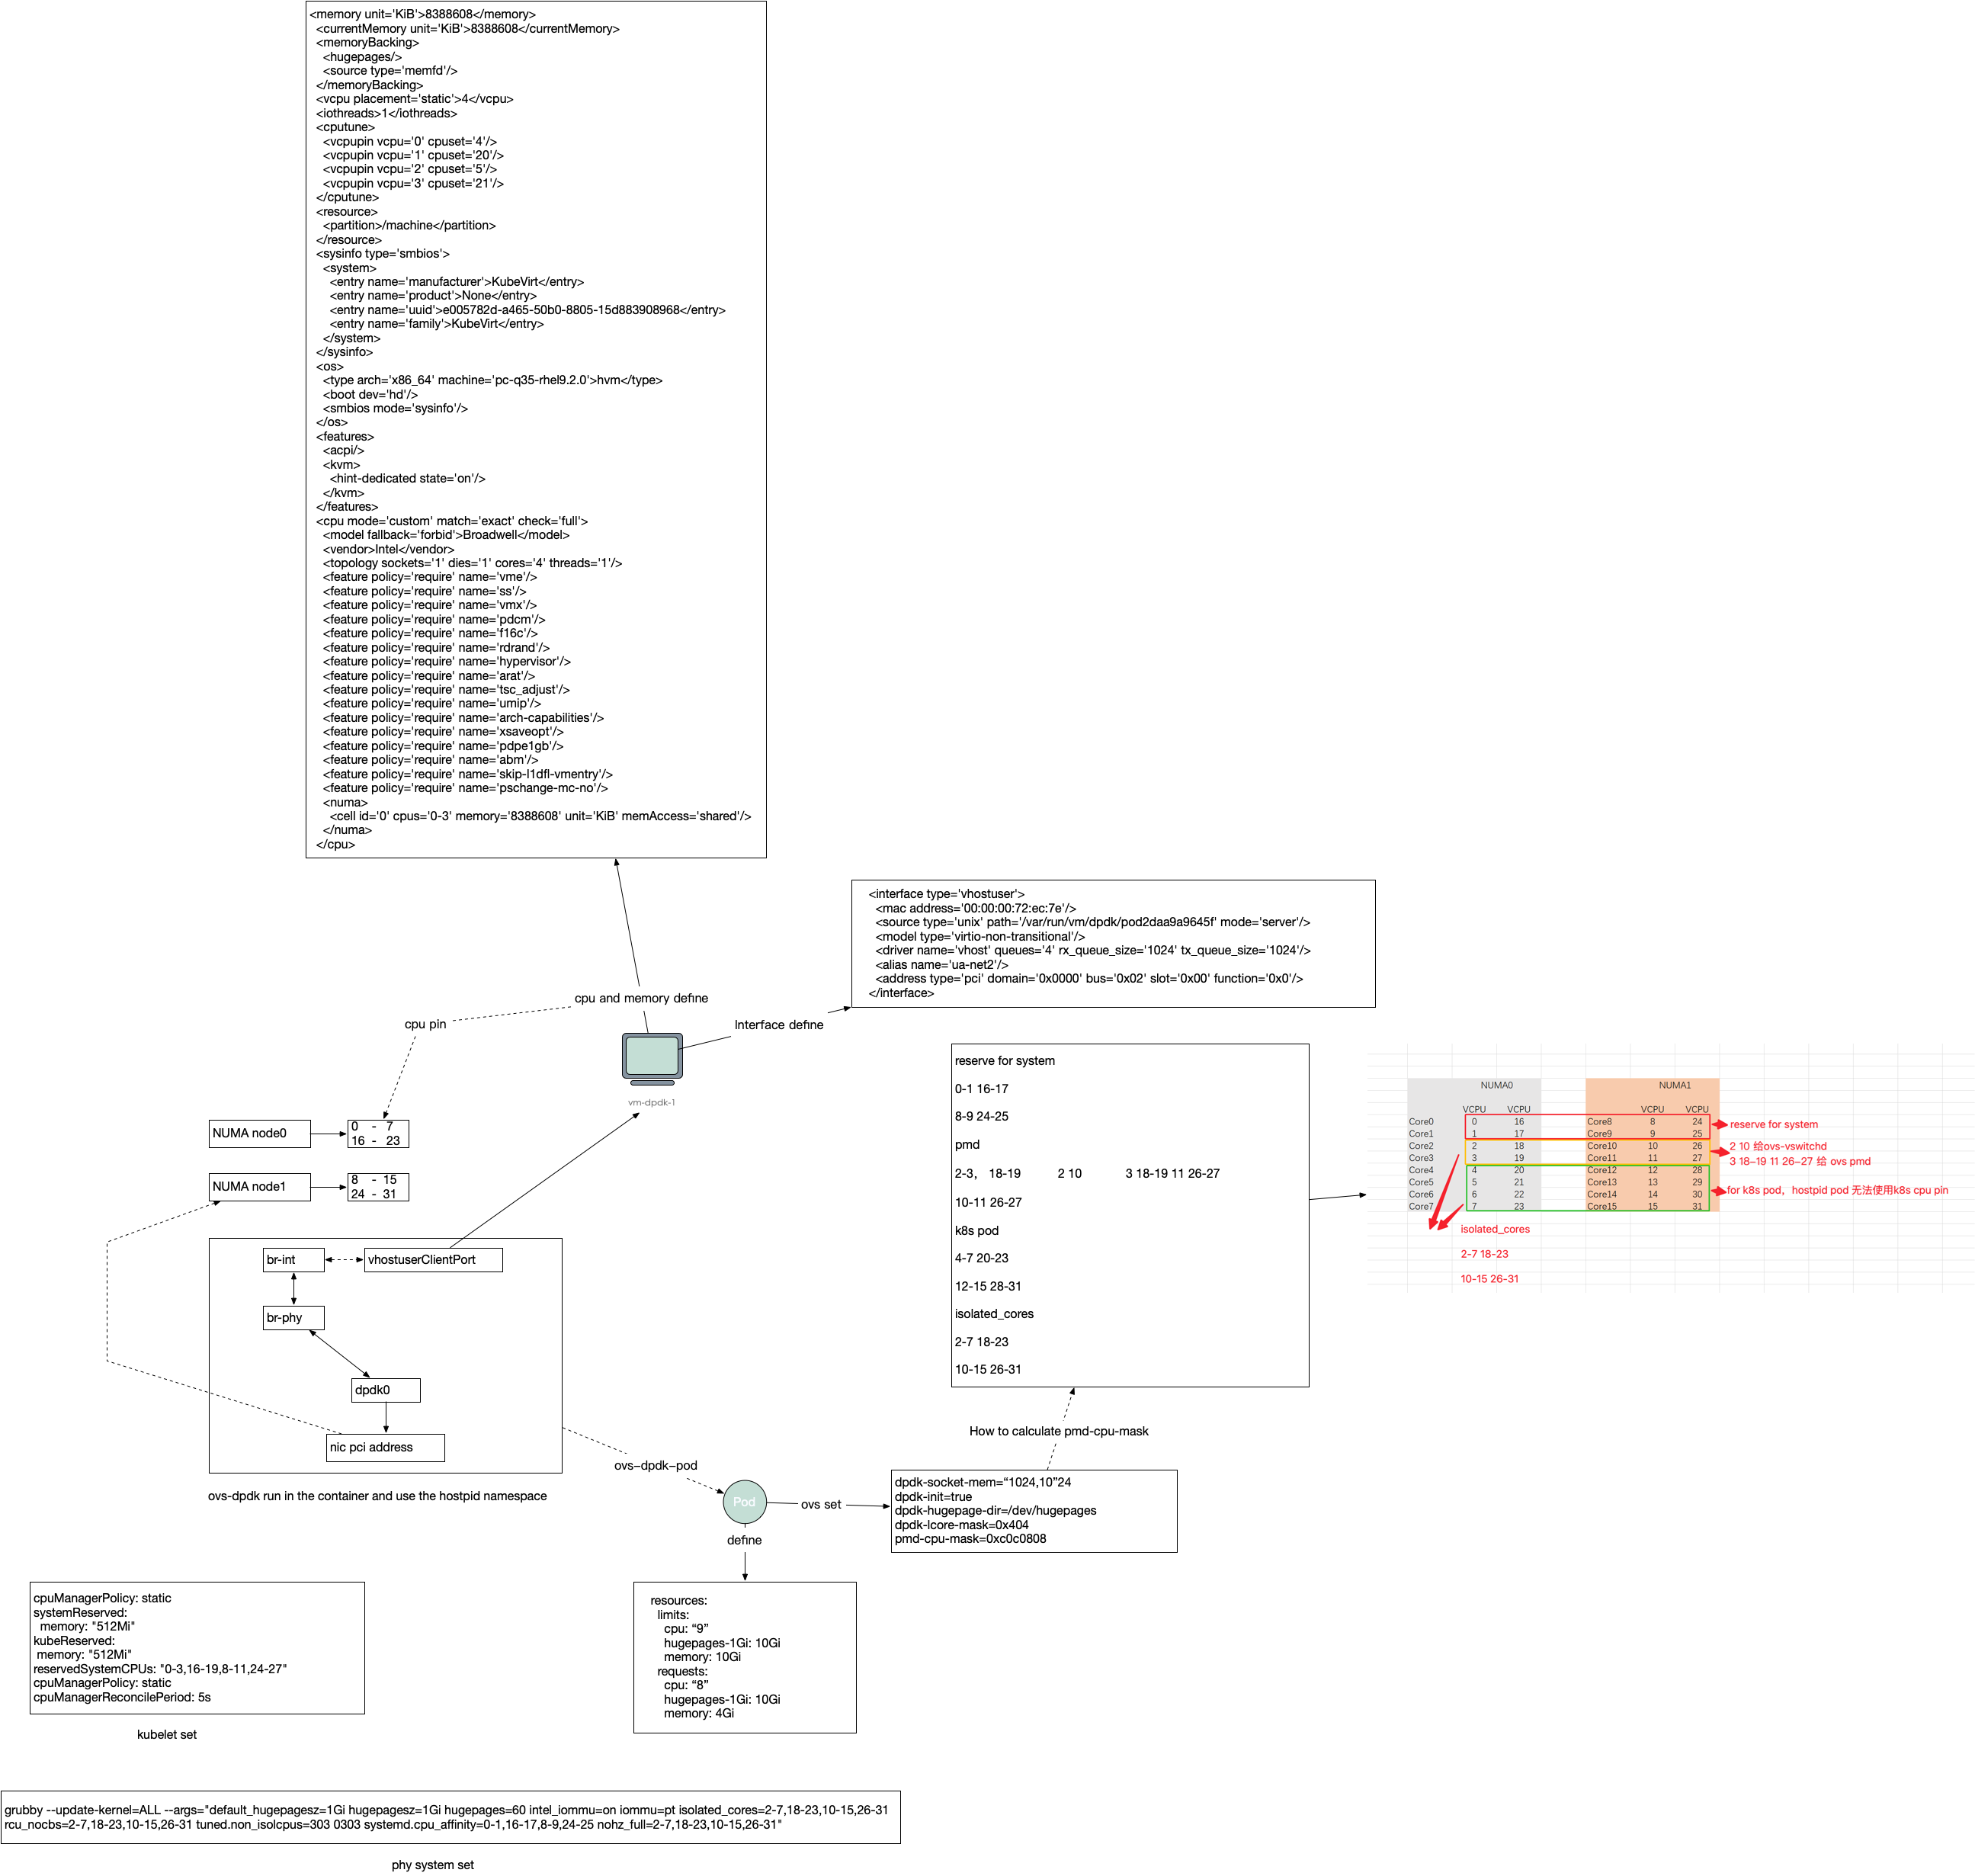 <memory unit='KiB'>8388608</memory>
<currentMemory unit='KiB'>8388608</currentMemory>
<memoryBacking>
<hugepages/>
<source type='memfd'/>
</memoryBacking>
<vcpu placement='static'>4</vcpu>
<iothreads>1</iothreads>
<cputune>
<vcpupin vcpu='0' cpuset='4'/>
<vcpupin vcpu='1' cpuset='20'/>
<vcpupin vcpu='2' cpuset='5'/>
<vcpupin vcpu='3' cpuset='21'/>
</cputune>
<resource>
<partition>/machine</partition>
</resource>
<sysinfo type='smbios'>
<system>
<entry name='manufacturer'>KubeVirt</entry>
<entry name='product'>None</entry>
<entry name='uuid'>e005782d-a465-50b0-8805-15d883908968</entry>
<entry name='family'>KubeVirt</entry>
</system>
</sysinfo>
<os>
<type arch='x86_64' machine='pc-q35-rhel9.2.0'>hvm</type>
<boot dev='hd'/>
<smbios mode='sysinfo'/>
</os>
<features>
<acpi/>
<kvm>
<hint-dedicated state='on'/>
</kvm>
</features>
<cpu mode='custom' match='exact' check='full'>
<model fallback='forbid'>Broadwell</model>
<vendor>Intel</vendor>
<topology sockets='1' dies='1' cores='4' threads='1'/>
<feature policy='require' name='vme'/>
<feature policy='require' name='ss'/>
<feature policy='require' name='vmx'/>
<feature policy='require' name='pdcm'/>
<feature policy='require' name='f16c'/>
<feature policy='require' name='rdrand'/>
<feature policy='require' name='hypervisor'/>
<feature policy='require' name='arat'/>
<feature policy='require' name='tsc_adjust'/>
<feature policy='require' name='umip'/>
<feature policy='require' name='arch-capabilities'/>
<feature policy='require' name='xsaveopt'/>
<feature policy='require' name='pdpe1gb'/>
<feature policy='require' name='abm'/>
<feature policy='require' name='skip-l1dfl-vmentry'/>
<feature policy='require' name='pschange-mc-no'/>
<numa>
<cell id='0' cpus='0-3' memory='8388608' unit='KiB' memAccess='shared'/>
</numa>
</cpu>
<interface type='vhostuser'>
<mac address='00:00:00:72:ec:7e'/>
<source type='unix' path='/var/run/vm/dpdk/pod2daa9a9645f' mode='server'/>
<model type='virtio-non-transitional'/>
<driver name='vhost' queues='4' rx_queue_size='1024' tx_queue_size='1024'/>
<alias name='ua-net2'/>
<address type='pci' domain='0x0000' bus='0x02' slot='0x00' function='0x0'/>
</interface>
cpu and memory define
cpu pin
Interface define
vm-dpdk-1
NUMA node0
0 - 7
16 - 23
NUMA node1
8 - 15
24 - 31
br-int
vhostuserClientPort
br-phy
dpdk0
nic pci address
ovs-dpdk run in the container and use the hostpid namespace
reserve for system
0-1 16-17
8-9 24-25
pmd
2-3, 18-19 2 10 3 18-19 11 26-27
10-11 26-27
k8s pod
4-7 20-23
12-15 28-31
isolated_cores
2-7 18-23
10-15 26-31
NUMA0 NUMA1
VCPU VCPU VCPU VCPU
Core0 0 16 Core8 8 24
Core1 1 17 Core9 9 25
Core2 2 18 Core10 10 26
Core3 3 19 Core11 11 27
Core4 4 20 Core12 12 28
Core5 5 21 Core13 13 29
Core6 6 22 Core14 14 30
Core7 7 23 Core15 15 31
reserve for system
2 10 给ovs-vswitchd
3 18-19 11 26-27 给 ovs pmd
for k8s pod，hostpid pod 无法使用k8s cpu pin
isolated_cores
2-7 18-23
10-15 26-31
How to calculate pmd-cpu-mask
ovs-dpdk-pod
Pod
ovs set
define
dpdk-socket-mem=“1024,10”24
dpdk-init=true
dpdk-hugepage-dir=/dev/hugepages
dpdk-lcore-mask=0x404
pmd-cpu-mask=0xc0c0808
resources:
limits:
cpu: “9”
hugepages-1Gi: 10Gi
memory: 10Gi
requests:
cpu: “8”
hugepages-1Gi: 10Gi
memory: 4Gi
cpuManagerPolicy: static
systemReserved:
memory: "512Mi"
kubeReserved:
memory: "512Mi"
reservedSystemCPUs: "0-3,16-19,8-11,24-27"
cpuManagerPolicy: static
cpuManagerReconcilePeriod: 5s
kubelet set
grubby --update-kernel=ALL --args="default_hugepagesz=1Gi hugepagesz=1Gi hugepages=60 intel_iommu=on iommu=pt isolated_cores=2-7,18-23,10-15,26-31
rcu_nocbs=2-7,18-23,10-15,26-31 tuned.non_isolcpus=303 0303 systemd.cpu_affinity=0-1,16-17,8-9,24-25 nohz_full=2-7,18-23,10-15,26-31"
phy system set